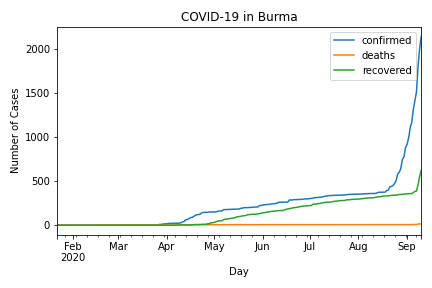 COVID-19 in Burma
confirmed
deaths
recovered
Number of Cases
2000
1500
1000
500
0
Feb
2020
Mar
Apr
May
Jun
Jul
Aug
Sep
Day